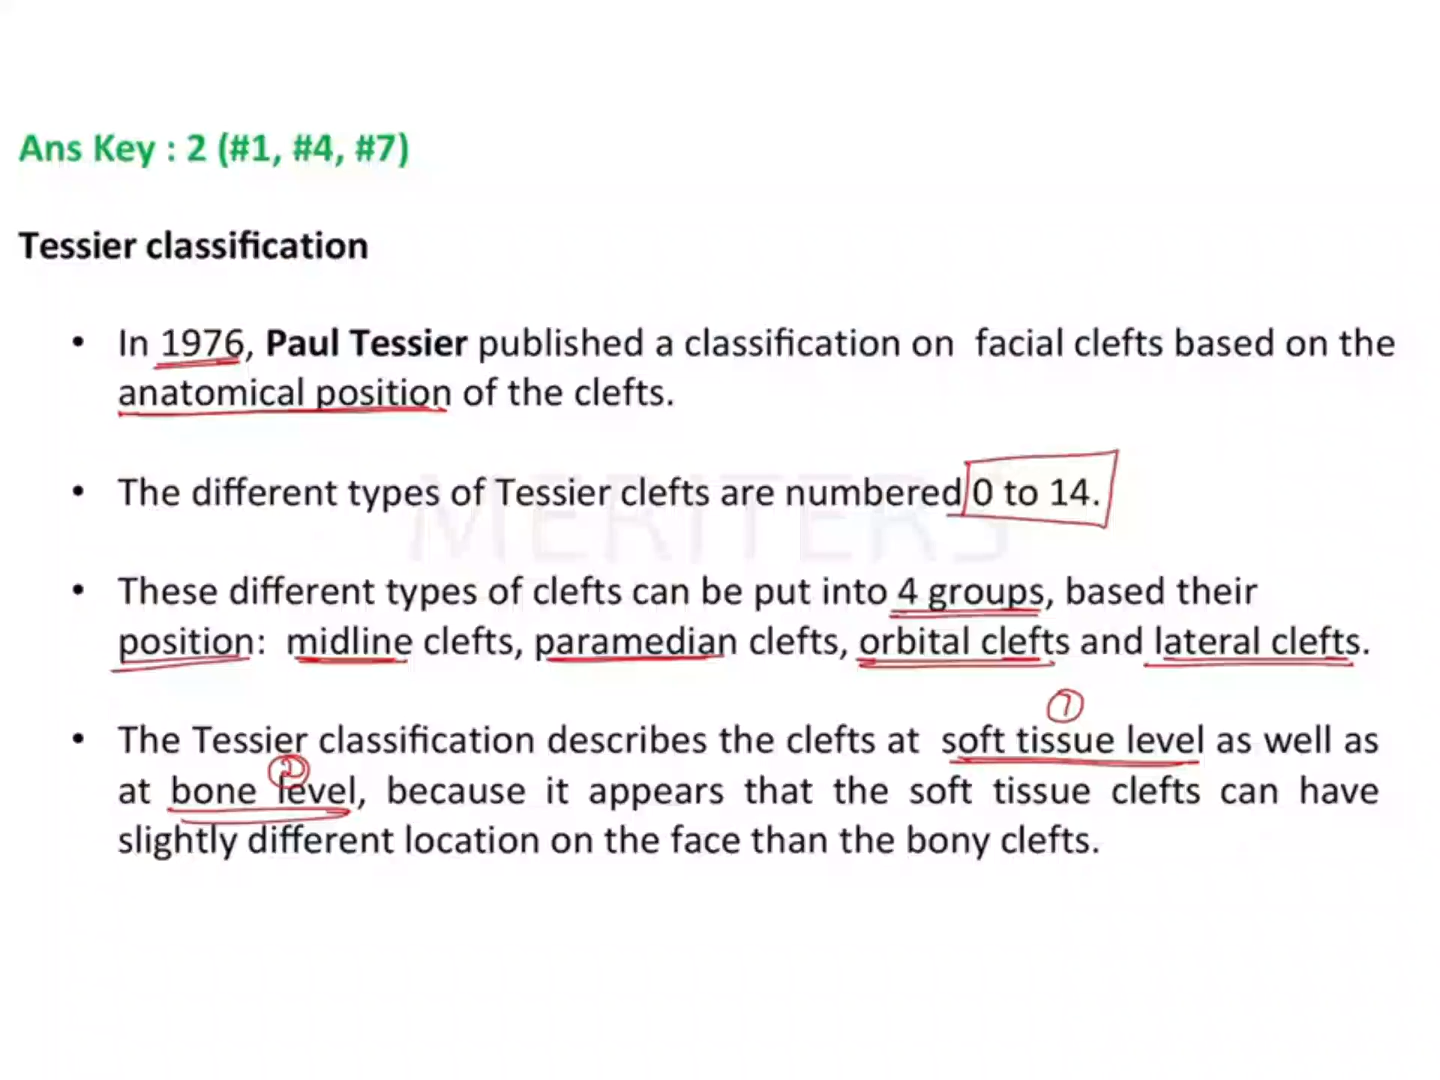 Ans Key : 2 (#1, #4, #7)
Tessier classification
• In 1976, Paul Tessier published a classification on facial clefts based on the
anatomical position of the clefts.
• The different types of Tessier clefts are numbered 0 to 14.
MERITERS
• These different types of clefts can be put into 4 groups, based their
position: midline clefts, paramedian clefts, orbital clefts and lateral clefts.
• The Tessier classification describes the clefts at soft tissue level as well as
at bone level, because it appears that the soft tissue clefts can have
slightly different location on the face than the bony clefts.